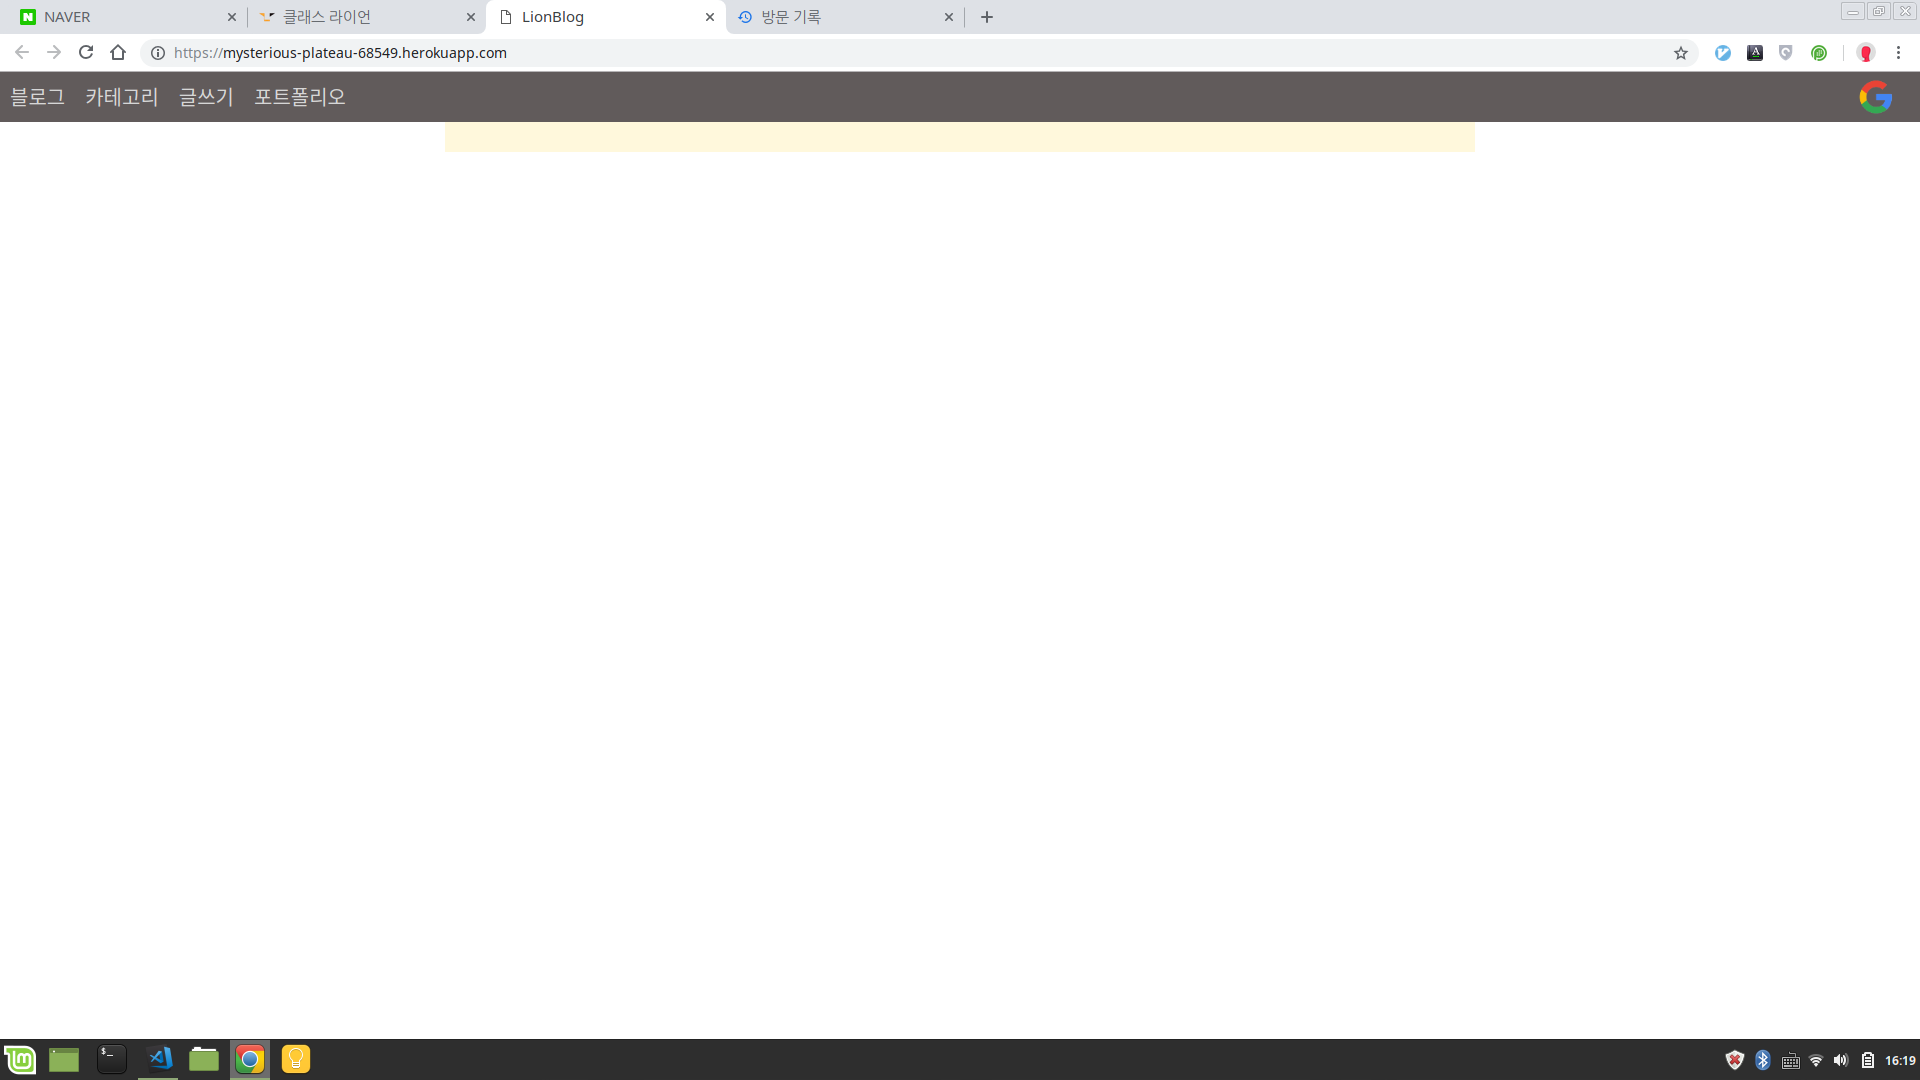 NAVER
클래스 라이언
LionBlog
방문 기록
https://mysterious-plateau-68549.herokuapp.com
블로그 카테고리 글쓰기 포트폴리오
16:19